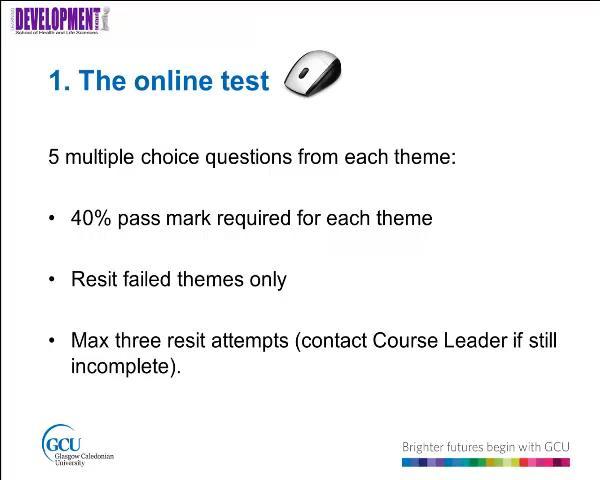 DEVELOPMENT
School of Health and Life Sciences
1. The online test
5 multiple choice questions from each theme:
• 40% pass mark required for each theme
• Resit failed themes only
• Max three resit attempts (contact Course Leader if still
incomplete).
GCU
Glasgow Caledonian
University
Brighter futures begin with GCU